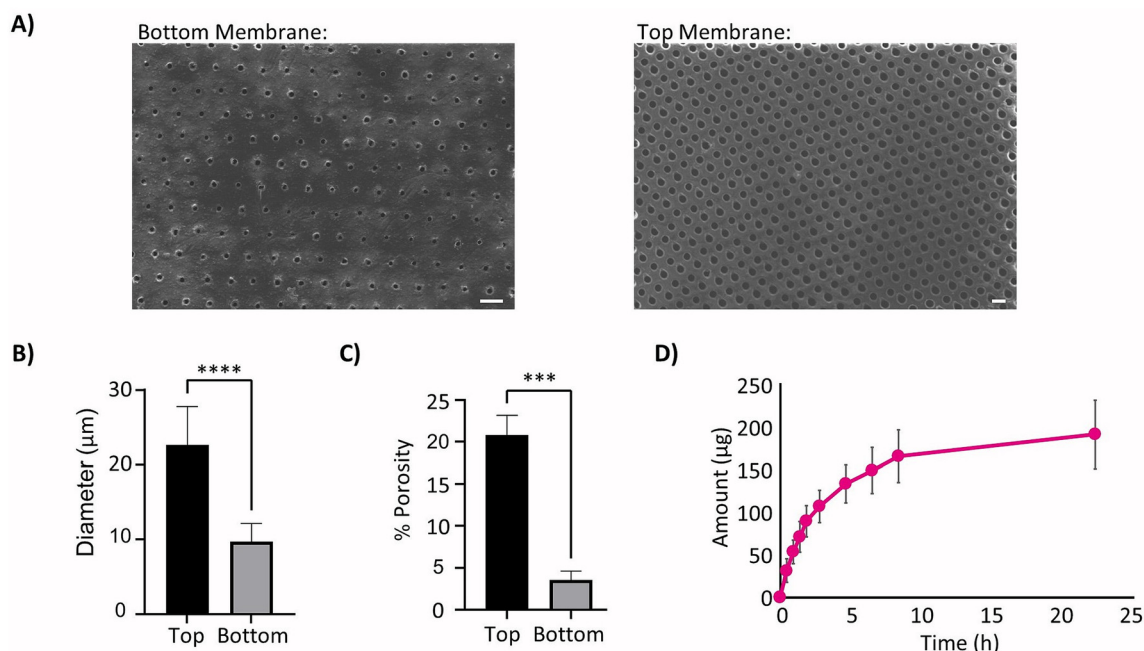 A)
Bottom Membrane:
Top Membrane:
B)
Diameter (µm)
30
20
10
0
****
Top
Bottom
C)
% Porosity
25
20
15
10
5
0
***
Top
Bottom
D)
Amount (µg)
250
200
150
100
50
0
0
5
10
15
20
25
Time (h)